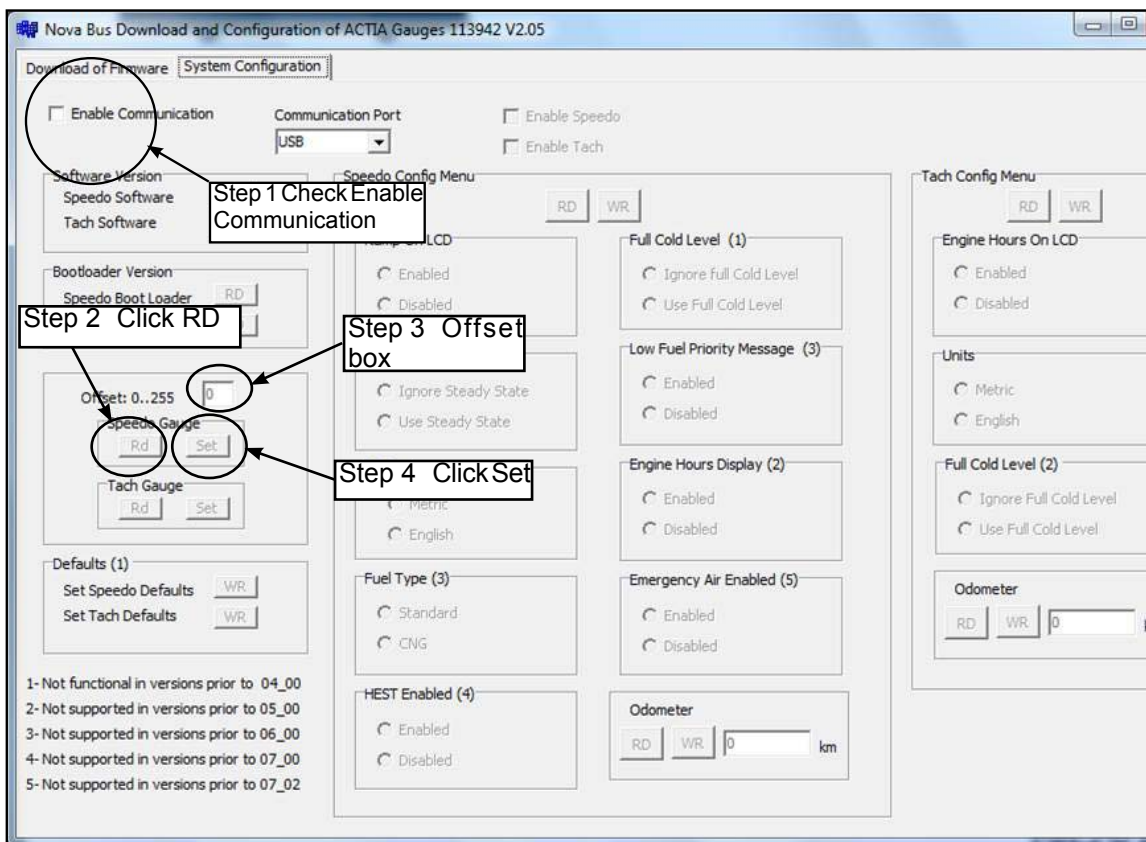 Nova Bus Download and Configuration of ACTIA Gauges 113942 V2.05
Download of Firmware
System Configuration
Enable Communication
Communication Port
USB
Enable Speedo
Enable Tach
Software Version
Speedo Software
Tach Software
Step 1 Check Enable
Communication
Bootloader Version
Speedo Boot Loader
RD
Step 2 Click RD
Offset: 0..255
0
Step 3 Offset
box
Speedo Gauge
Rd
Set
Step 4 Click Set
Tach Gauge
Rd
Set
Defaults (1)
Set Speedo Defaults
WR
Set Tach Defaults
WR
1- Not functional in versions prior to 04_00
2- Not supported in versions prior to 05_00
3- Not supported in versions prior to 06_00
4- Not supported in versions prior to 07_00
5- Not supported in versions prior to 07_02
Speedo Config Menu
RD
WR
On LCD
Enabled
Disabled
Ignore Steady State
Use Steady State
Metric
English
Fuel Type (3)
Standard
CNG
HEST Enabled (4)
Enabled
Disabled
Full Cold Level (1)
Ignore full Cold Level
Use Full Cold Level
Low Fuel Priority Message (3)
Enabled
Disabled
Engine Hours Display (2)
Enabled
Disabled
Emergency Air Enabled (5)
Enabled
Disabled
Odometer
RD
WR
0
km
Tach Config Menu
RD
WR
Engine Hours On LCD
Enabled
Disabled
Units
Metric
English
Full Cold Level (2)
Ignore Full Cold Level
Use Full Cold Level
Odometer
RD
WR
0